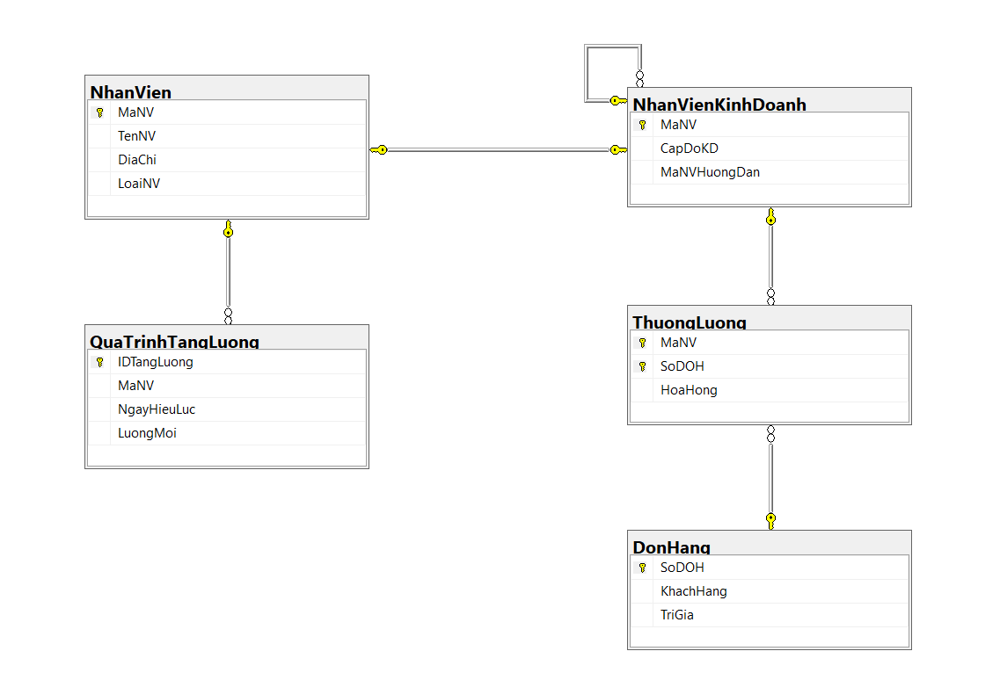 NhanVien
MaNV
TenNV
DiaChi
LoaiNV
NhanVienKinhDoanh
MaNV
CapDoKD
MaNVHuongDan
QuaTrinhTangLuong
IDTangLuong
MaNV
NgayHieuLuc
LuongMoi
ThuongLuong
MaNV
SoDOH
HoaHong
DonHang
SoDOH
KhachHang
TriGia